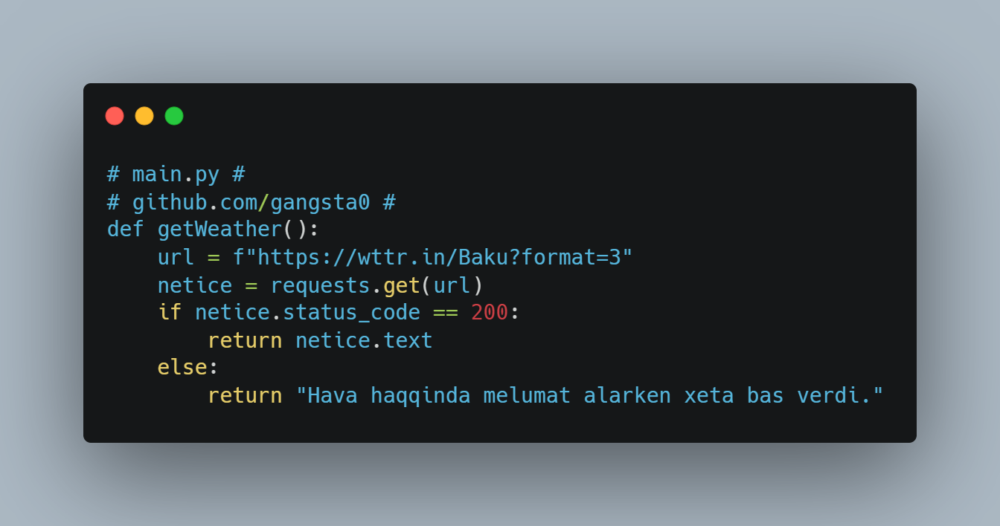 # main.py #
# github.com/gangsta0 #
def getWeather():
    url = f"https://wttr.in/Baku?format=3"
    netice = requests.get(url)
    if netice.status_code == 200:
        return netice.text
    else:
        return "Hava haqqinda melumat alarken xeta bas verdi."